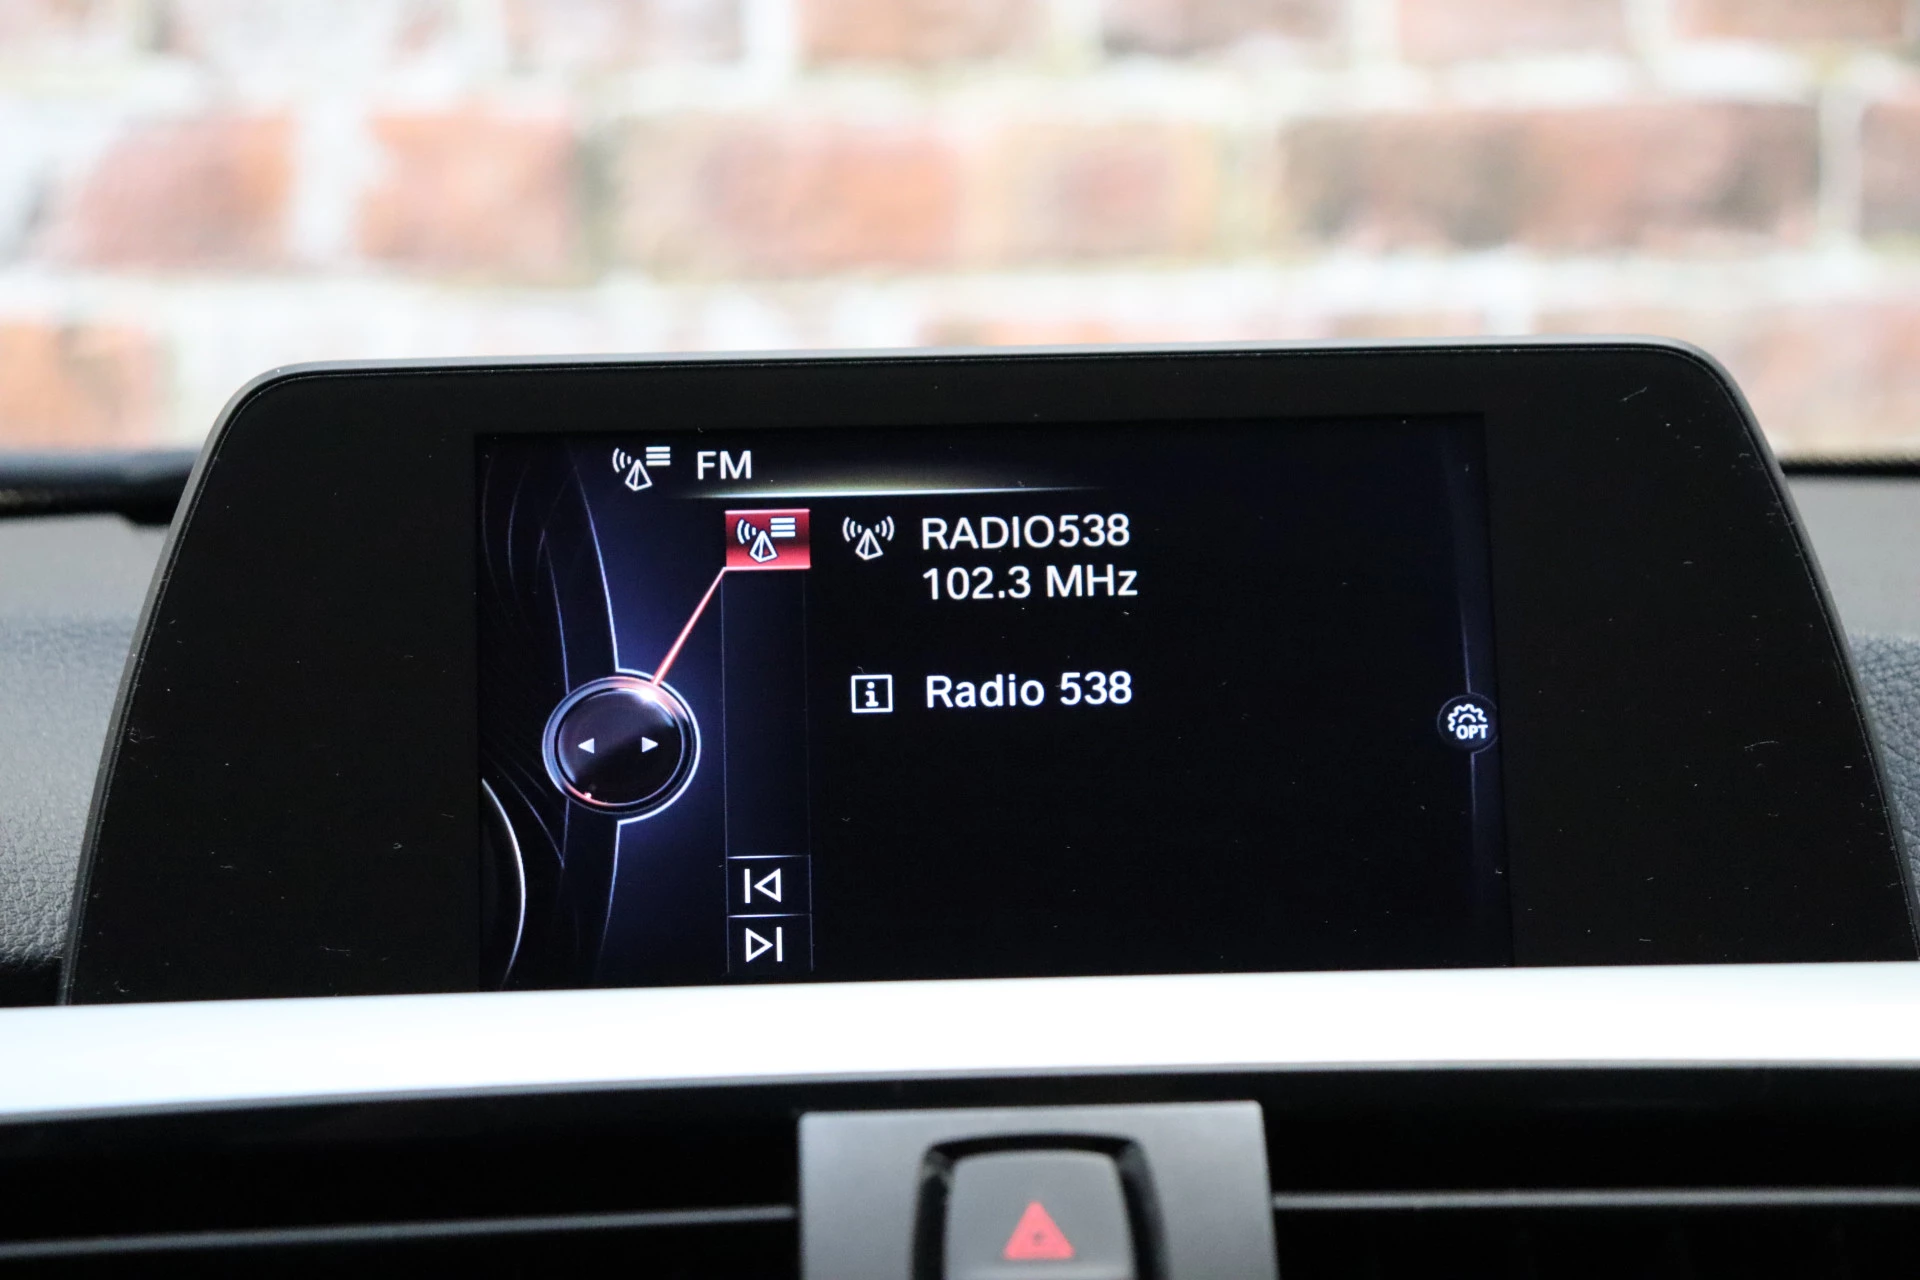 FM
RADIO538
102.3 MHz
Radio 538
OPT